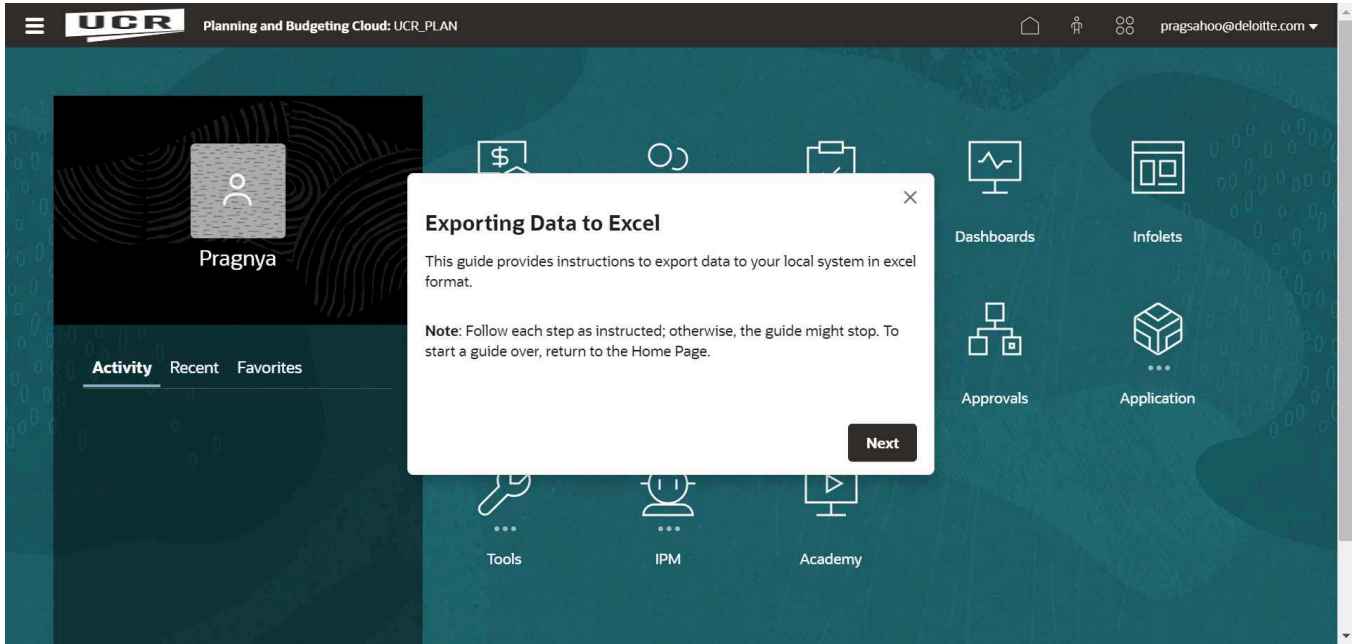 UCR
Planning and Budgeting Cloud: UCR_PLAN
pragsahoo@deloitte.com
Pragnya
Activity Recent Favorites
Exporting Data to Excel
This guide provides instructions to export data to your local system in excel
format.
Note: Follow each step as instructed; otherwise, the guide might stop. To
start a guide over, return to the Home Page.
Next
Dashboards
Infolets
Approvals
Application
Tools
IPM
Academy